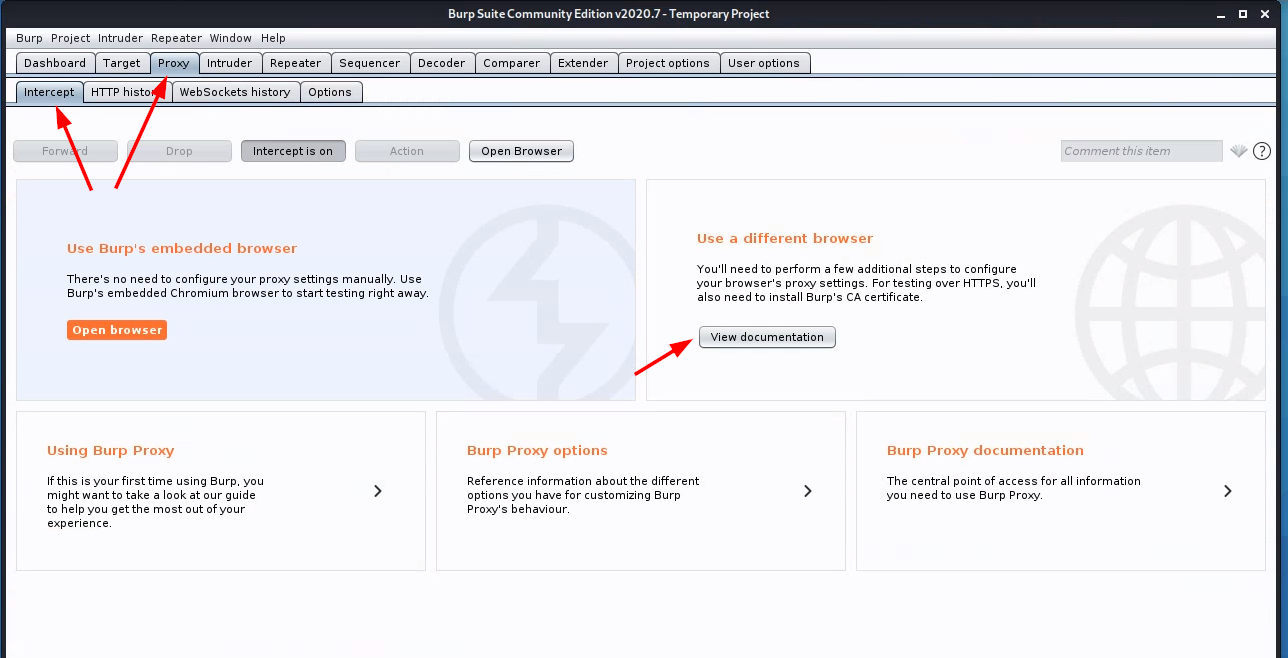 Burp Suite Community Edition v2020.7 - Temporary Project
Burp Project Intruder Repeater Window Help
Dashboard Target Proxy Intruder Repeater Sequencer Decoder Comparer Extender Project options User options
Intercept HTTP history WebSockets history Options
Forward Drop Intercept is on Action Open Browser Comment this item ?
Use Burp's embedded browser
There's no need to configure your proxy settings manually. Use
Burp's embedded Chromium browser to start testing right away.
Open browser
Use a different browser
You'll need to perform a few additional steps to configure
your browser's proxy settings. For testing over HTTPS, you'll
also need to install Burp's CA certificate.
View documentation
Using Burp Proxy
If this is your first time using Burp, you
might want to take a look at our guide
to help you get the most out of your
experience.
Burp Proxy options
Reference information about the different
options you have for customizing Burp
Proxy's behaviour.
Burp Proxy documentation
The central point of access for all information
you need to use Burp Proxy.